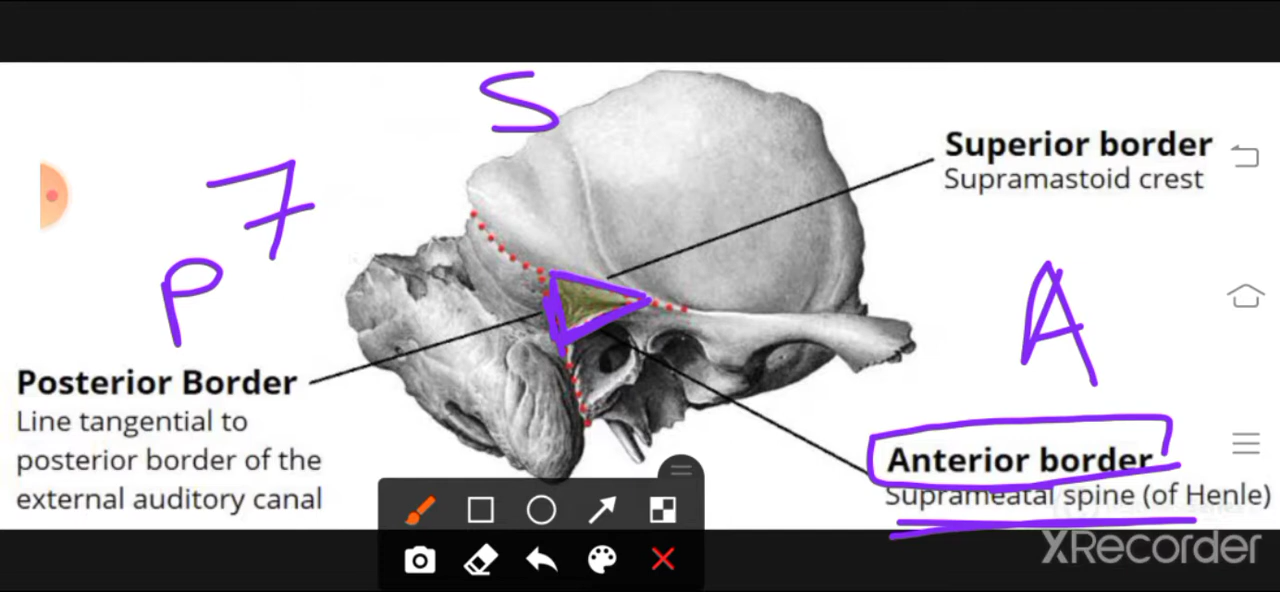 S
Superior border
Supramastoid crest
7
P
A
Posterior Border
Line tangential to
posterior border of the
external auditory canal
Anterior border
Suprameatal spine (of Henle)
XRecorder